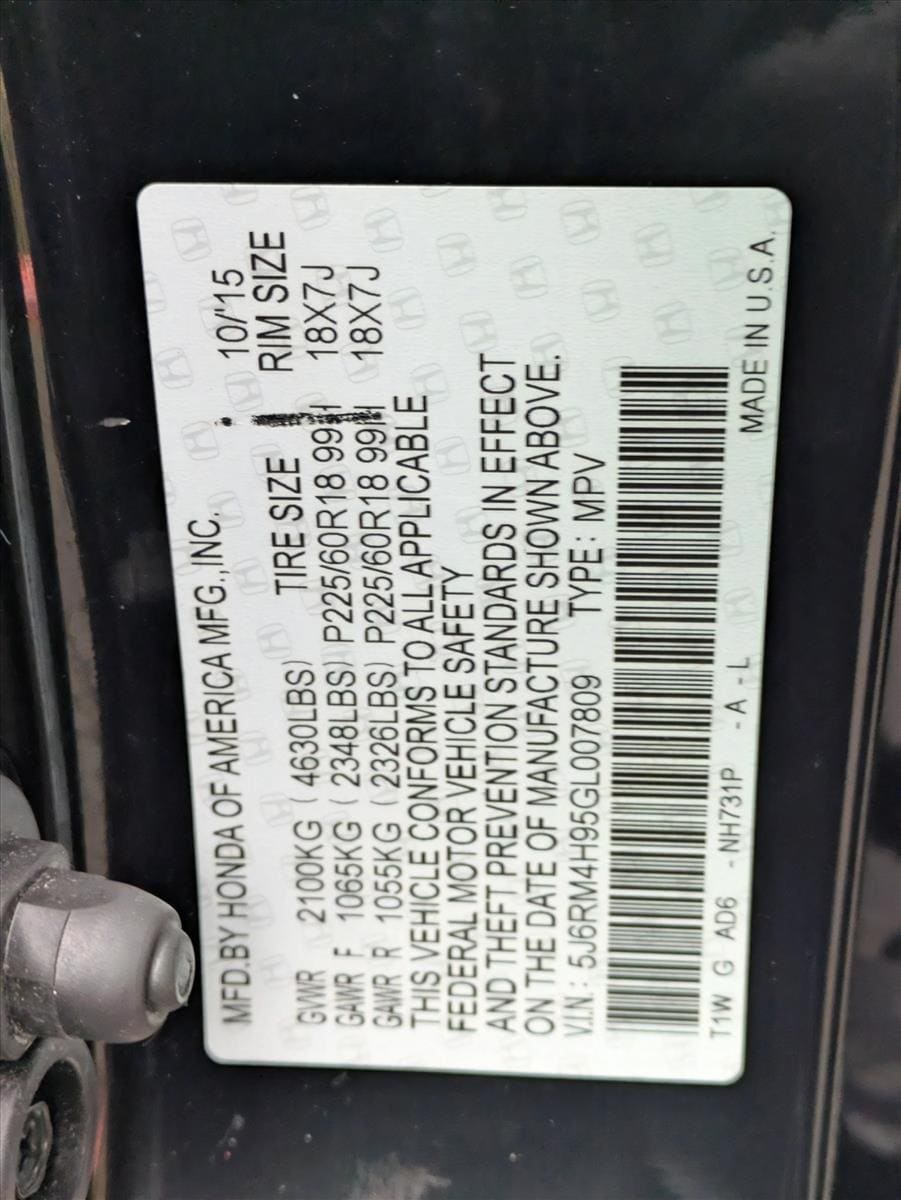 MFD.BY HONDA OF AMERICA MFG.,INC. 10/'15
TIRE SIZE RIM SIZE
GVWR 2100KG (4630LBS)
GAWR F 1065KG (2348LBS) P225/60R18 99H 18X7J
GAWR R 1055KG (2326LBS) P225/60R18 99H 18X7J
THIS VEHICLE CONFORMS TO ALL APPLICABLE
FEDERAL MOTOR VEHICLE SAFETY
AND THEFT PREVENTION STANDARDS IN EFFECT
ON THE DATE OF MANUFACTURE SHOWN ABOVE.
V.I.N: 5J6RM4H95GL007809 TYPE: MPV
T1W G AD6 -NH731P -A-L MADE IN U.S.A.